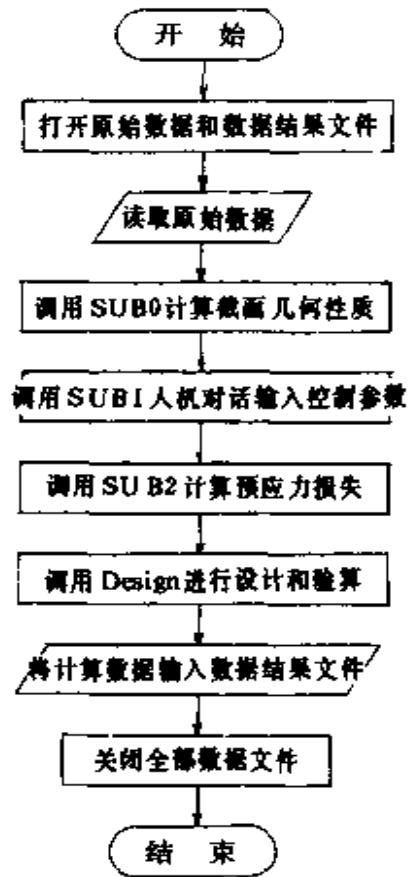 开 始
打开原始数据和数据结果文件
读取原始数据
调用SUB0计算截面几何性质
调用SUBI人机对话输入控制参数
调用SUB2计算预应力损失
调用Design进行设计和验算
将计算数据输入数据结果文件
关闭全部数据文件
结 束